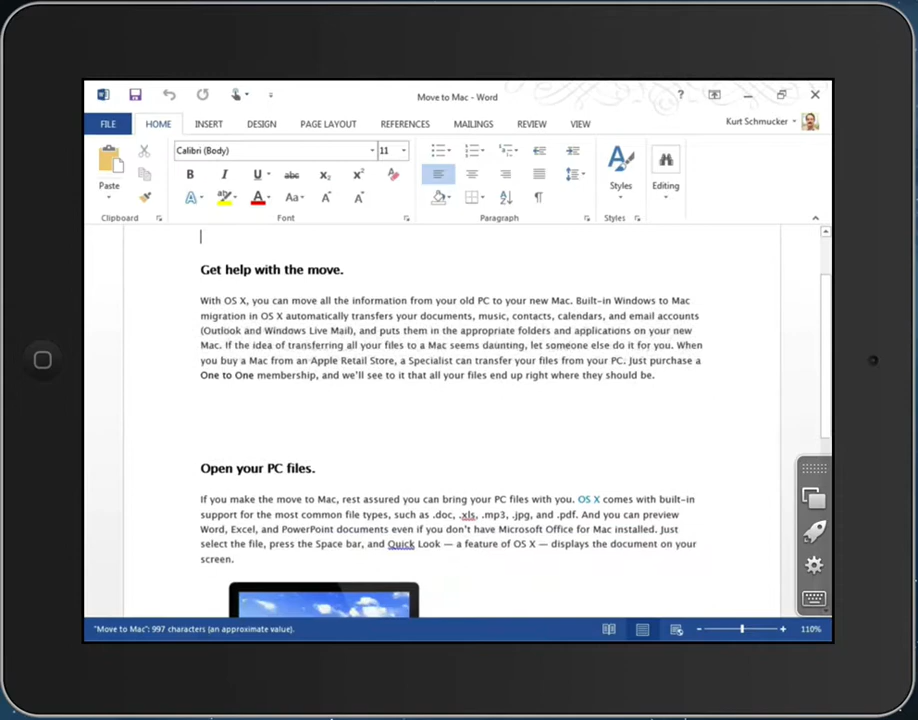 Move to Mac - Word
?
FILE HOME INSERT DESIGN PAGE LAYOUT REFERENCES MAILINGS REVIEW VIEW Kurt Schmucker
Calibri (Body) 11
Paste B I U abc X₂ X² Styles Editing
A A Aa A A
Clipboard Font Paragraph Styles
Get help with the move.
With OS X, you can move all the information from your old PC to your new Mac. Built-in Windows to Mac
migration in OS X automatically transfers your documents, music, contacts, calendars, and email accounts
(Outlook and Windows Live Mail), and puts them in the appropriate folders and applications on your new
Mac. If the idea of transferring all your files to a Mac seems daunting, let someone else do it for you. When
you buy a Mac from an Apple Retail Store, a Specialist can transfer your files from your PC. Just purchase a
One to One membership, and we'll see to it that all your files end up right where they should be.
Open your PC files.
If you make the move to Mac, rest assured you can bring your PC files with you. OS X comes with built-in
support for the most common file types, such as .doc, .xls, .mp3, .jpg, and .pdf. And you can preview
Word, Excel, and PowerPoint documents even if you don't have Microsoft Office for Mac installed. Just
select the file, press the Space bar, and Quick Look — a feature of OS X — displays the document on your
screen.
"Move to Mac": 997 characters (an approximate value). 110%